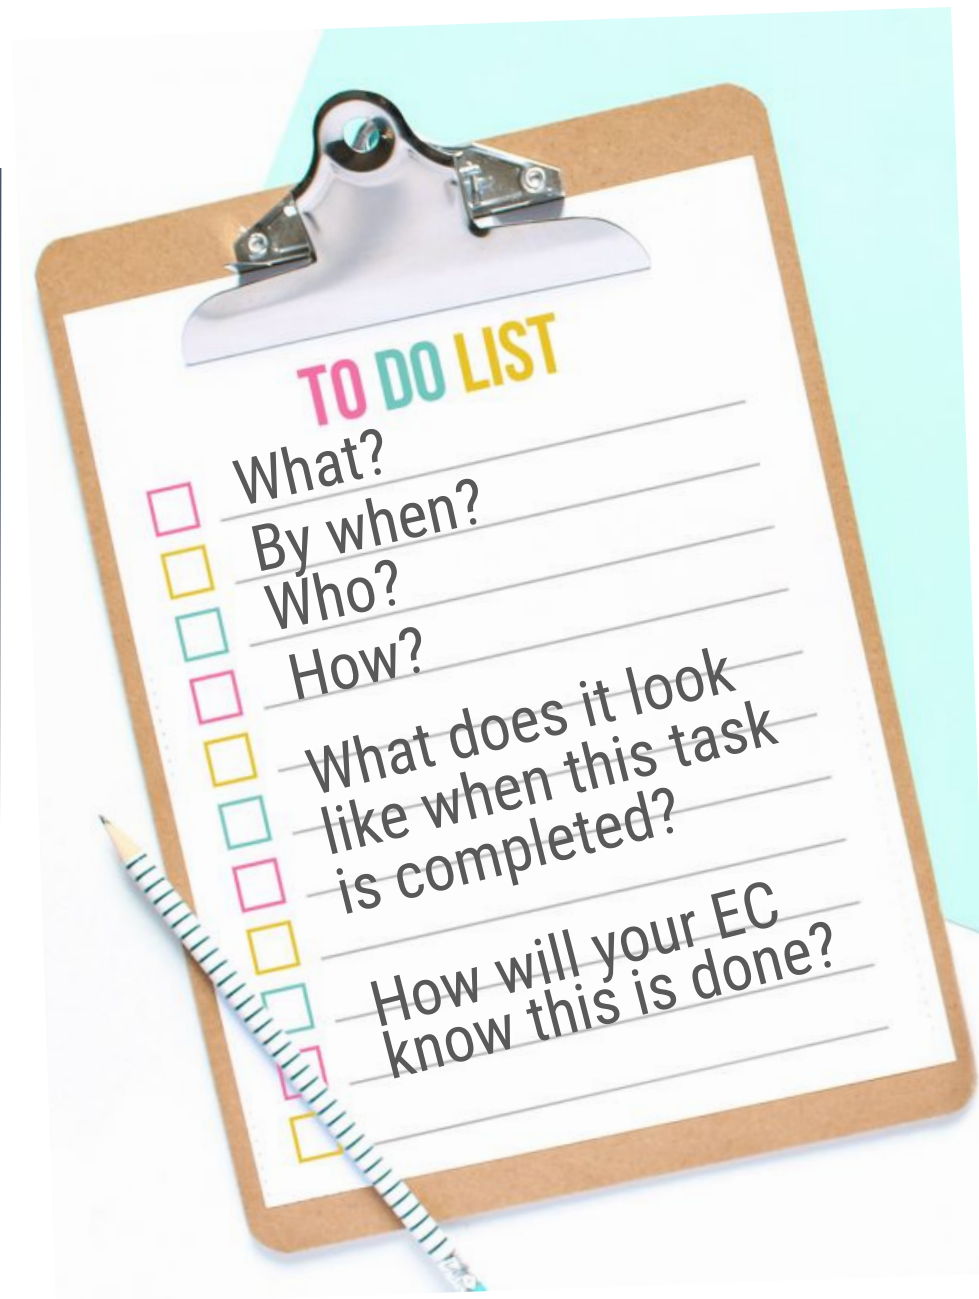 TO DO LIST
What?
By when?
Who?
How?
What does it look
like when this task
is completed?
How will your EC
know this is done?